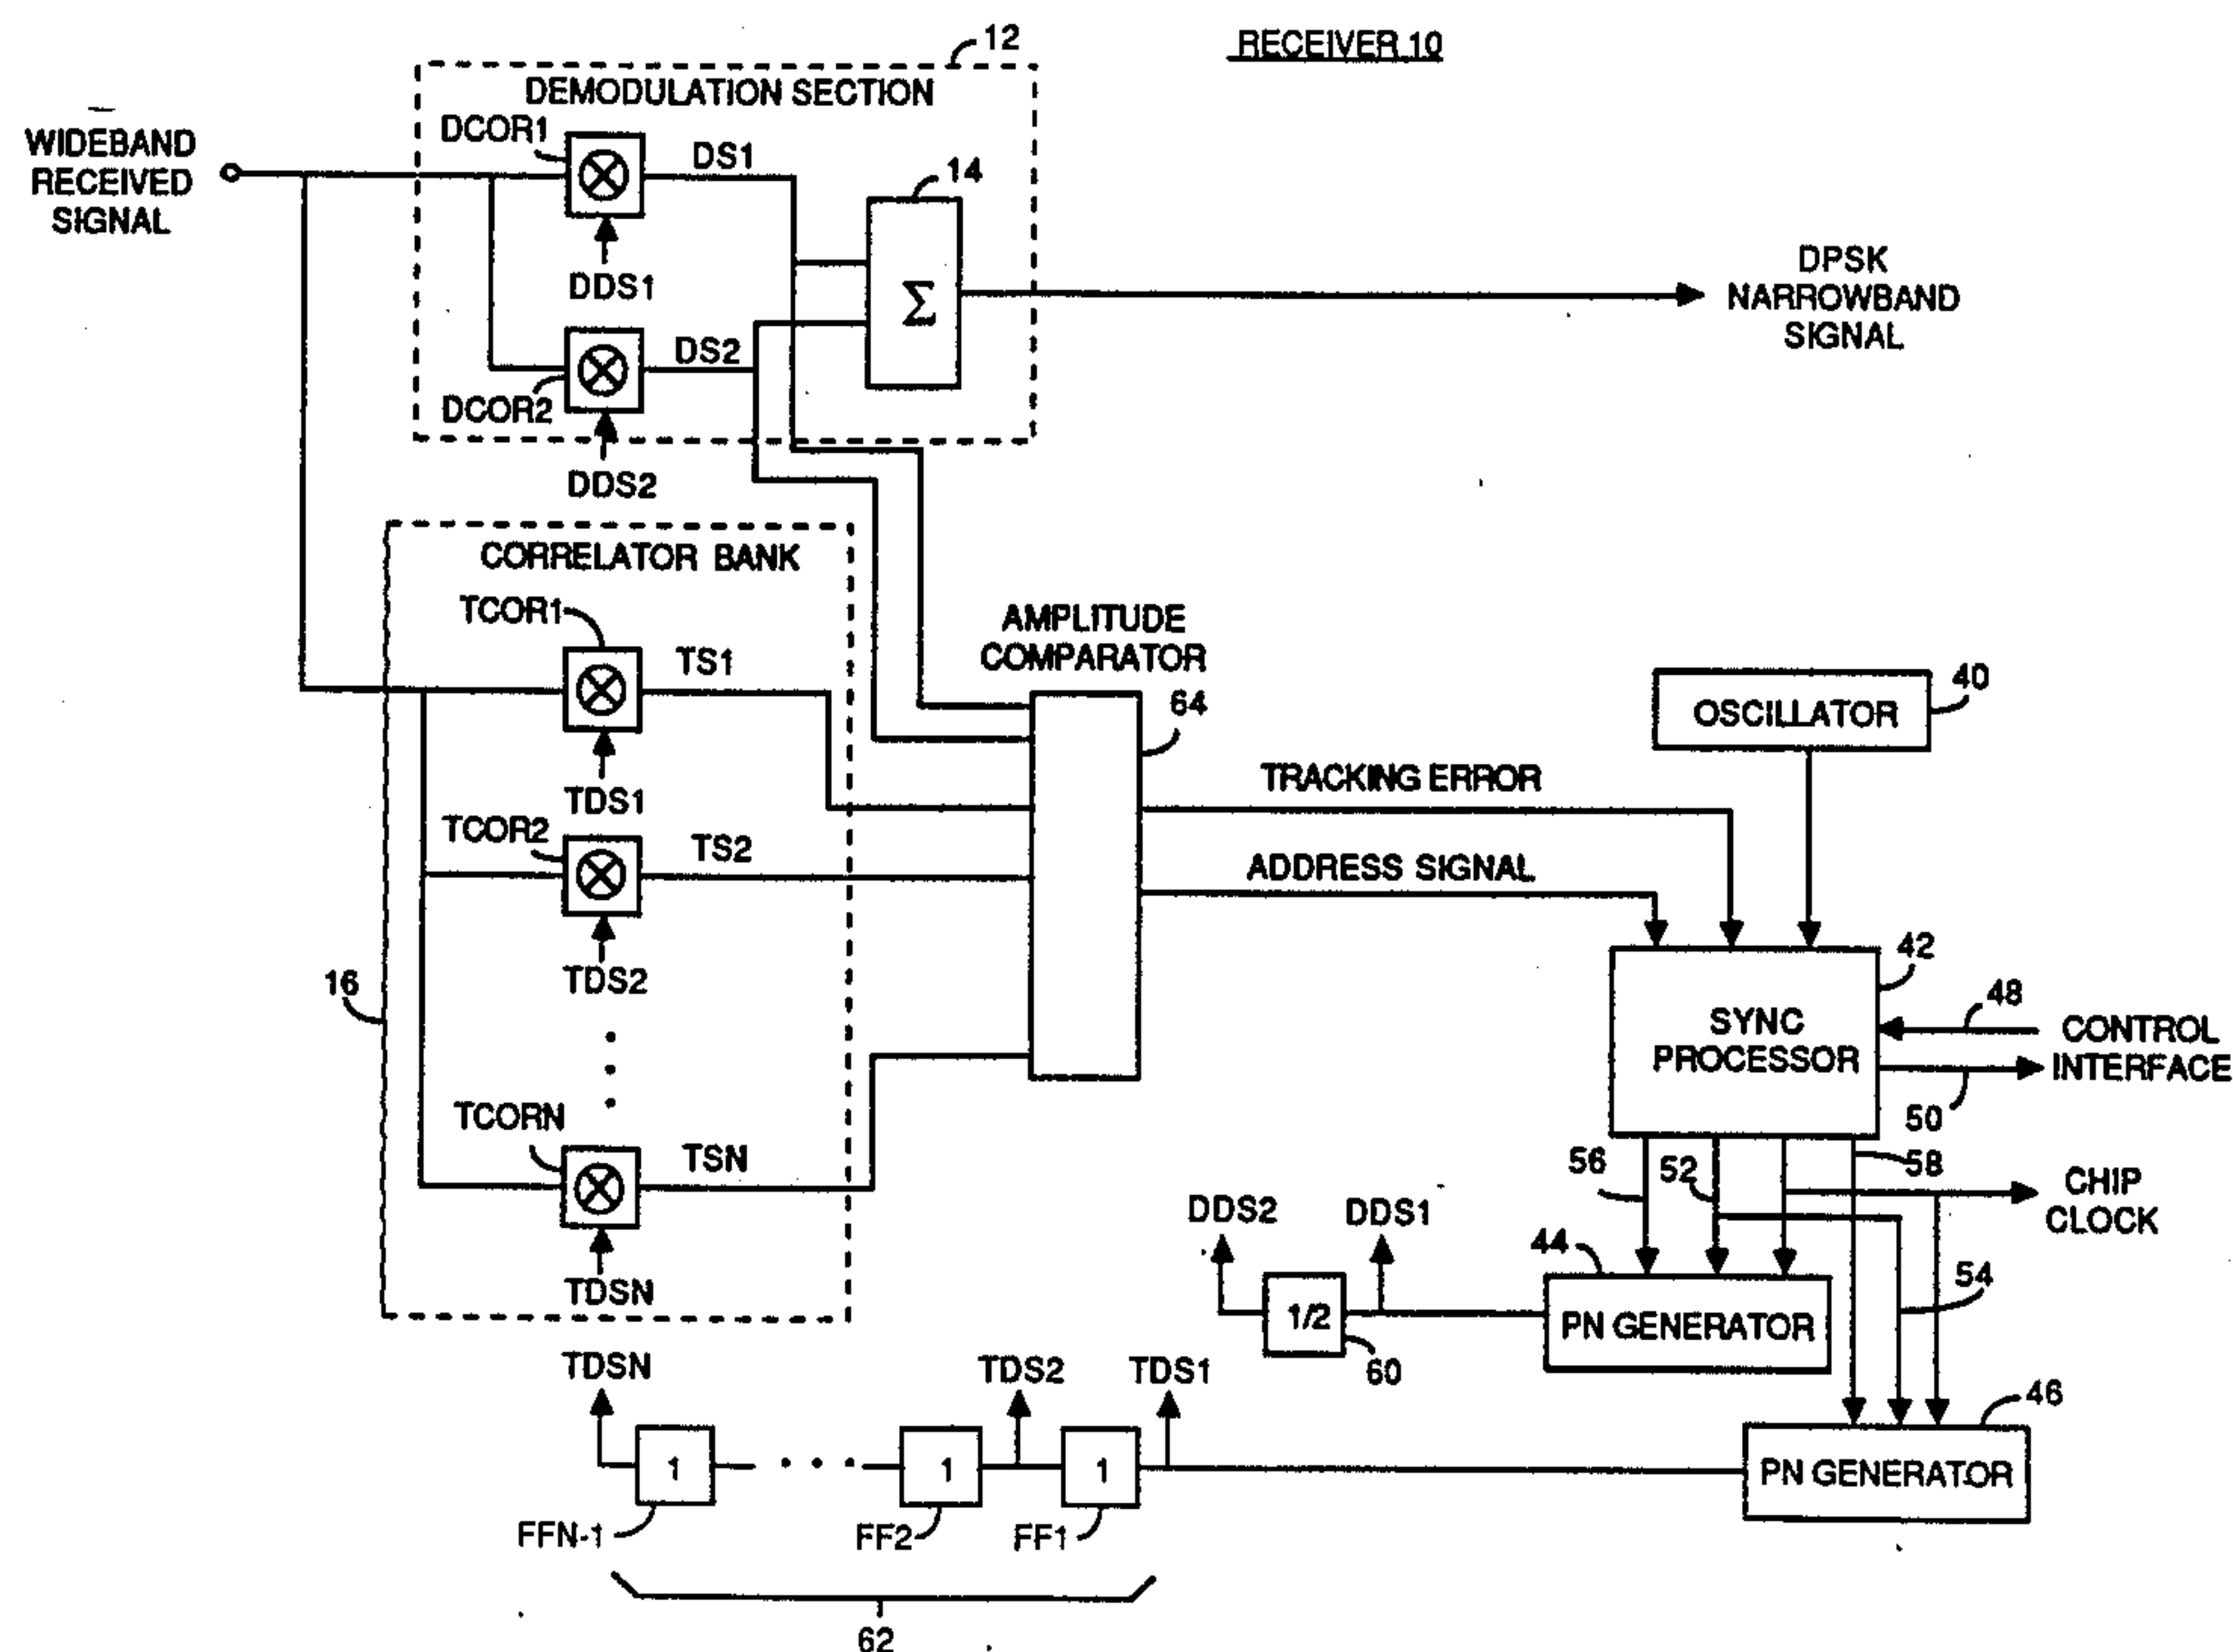 RECEIVER 10
12
DEMODULATION SECTION
WIDEBAND
RECEIVED
SIGNAL
DCOR1
DS1
DDS1
14
Σ
DPSK
NARROWBAND
SIGNAL
DS2
DCOR2
DDS2
CORRELATOR BANK
TCOR1
TS1
TDS1
TCOR2
TS2
TDS2
16
TCORN
TSN
TDSN
AMPLITUDE
COMPARATOR
64
TRACKING ERROR
ADDRESS SIGNAL
OSCILLATOR
40
42
SYNC
PROCESSOR
48
CONTROL
INTERFACE
50
56
52
58
CHIP
CLOCK
54
DDS2
DDS1
1/2
60
44
PN GENERATOR
46
PN GENERATOR
TDSN
TDS2
TDS1
1
1
1
FFN-1
FF2
FF1
62